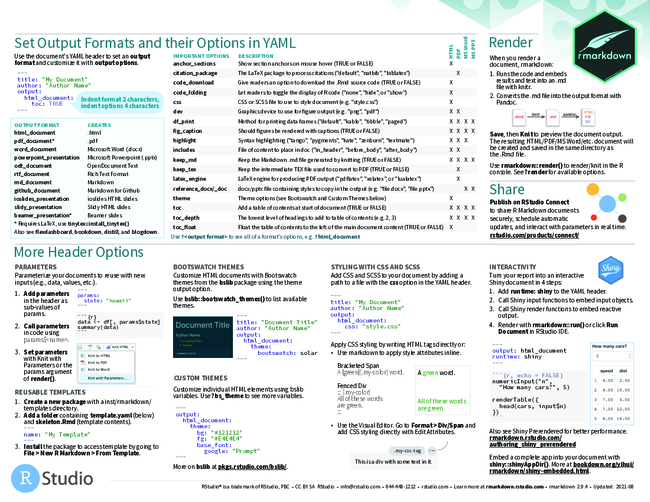 Set Output Formats and their Options in YAML
Use the document's YAML header to set an output
format and customize it with output options.
---
title: "My Document"
author: "Author Name"
output:
html_document:
toc: TRUE
---
Indent format 2 characters,
indent options 4 characters
OUTPUT FORMAT CREATES
html_document .html
pdf_document* .pdf
word_document Microsoft Word (.docx)
powerpoint_presentation Microsoft Powerpoint (.pptx)
odt_document OpenDocument Text
rtf_document Rich Text Format
md_document Markdown
github_document Markdown for Github
ioslides_presentation ioslides HTML slides
slidy_presentation Slidy HTML slides
beamer_presentation* Beamer slides
* Requires LaTeX, use tinytex::install_tinytex()
Also see flexdashboard, bookdown, distill, and blogdown.
IMPORTANT OPTIONS DESCRIPTION HTML PDF MS Word MS PPT
anchor_sections Show section anchors on mouse hover (TRUE or FALSE) X
citation_package The LaTeX package to process citations ("default", "natbib", "biblatex") X
code_download Give readers an option to download the .Rmd source code (TRUE or FALSE) X
code_folding Let readers to toggle the display of R code ("none", "hide", or "show") X
css CSS or SCSS file to use to style document (e.g. "style.css") X
dev Graphics device to use for figure output (e.g. "png", "pdf") X X
df_print Method for printing data frames ("default", "kable", "tibble", "paged") X X X X
fig_caption Should figures be rendered with captions (TRUE or FALSE) X X X X
highlight Syntax highlighting ("tango", "pygments", "kate", "zenburn", "textmate") X X X
includes File of content to place in doc ("in_header", "before_body", "after_body") X X
keep_md Keep the Markdown .md file generated by knitting (TRUE or FALSE) X X X X
keep_tex Keep the intermediate TEX file used to convert to PDF (TRUE or FALSE) X
latex_engine LaTeX engine for producing PDF output ("pdflatex", "xelatex", or "lualatex") X
reference_docx/_doc docx/pptx file containing styles to copy in the output (e.g. "file.docx", "file.pptx") X X
theme Theme options (see Bootswatch and Custom Themes below) X
toc Add a table of contents at start of document (TRUE or FALSE) X X X X
toc_depth The lowest level of headings to add to table of contents (e.g. 2, 3) X X X X
toc_float Float the table of contents to the left of the main document content (TRUE or FALSE) X
Use ?<output format> to see all of a format's options, e.g. ?html_document
Render
When you render a
document, rmarkdown:
1. Runs the code and embeds
results and text into an .md
file with knitr.
2. Converts the .md file into the output format with
Pandoc.
Save, then Knit to preview the document output.
The resulting HTML/PDF/MS Word/etc. document will
be created and saved in the same directory as
the .Rmd file.
Use rmarkdown::render() to render/knit in the R
console. See ?render for available options.
rmarkdown
Share
Publish on RStudio Connect
to share R Markdown documents
securely, schedule automatic
updates, and interact with parameters in real time.
rstudio.com/products/connect/
More Header Options
PARAMETERS
Parameterize your documents to reuse with new
inputs (e.g., data, values, etc.).
1. Add parameters
in the header as
sub-values of
params.
---
params:
state: "hawaii"
---
2. Call parameters
in code using
params$<name>.
```{r}
data <- df[, params$state]
summary(data)
```
3. Set parameters
with Knit with
Parameters or the
params argument
of render().
Knit to HTML
Knit to PDF
Knit to Word
Knit with Parameters...
REUSABLE TEMPLATES
1. Create a new package with a inst/rmarkdown/
templates directory.
2. Add a folder containing template.yaml (below)
and skeleton.Rmd (template contents).
---
name: "My Template"
---
3. Install the package to access template by going to
File > New R Markdown > From Template.
BOOTSWATCH THEMES
Customize HTML documents with Bootswatch
themes from the bslib package using the theme
output option.
Use bslib::bootswatch_themes() to list available
themes.
Document Title
---
title: "Document Title"
author: "Author Name"
output:
html_document:
theme:
bootswatch: solar
---
CUSTOM THEMES
Customize individual HTML elements using bslib
variables. Use ?bs_theme to see more variables.
---
output:
html_document:
theme:
bg: "#121212"
fg: "#E4E4E4"
base_font:
google: "Prompt"
---
More on bslib at pkgs.rstudio.com/bslib/.
STYLING WITH CSS AND SCSS
Add CSS and SCSS to your document by adding a
path to a file with the css option in the YAML header.
---
title: "My Document"
author: "Author Name"
output:
html_document:
css: "style.css"
---
Apply CSS styling by writing HTML tags directly or:
• Use markdown to apply style attributes inline.
Bracketed Span
A [green]{.my-color} word.
A green word.
Fenced Div
::: {.my-color}
All of these words
are green.
:::
All of these words
are green.
• Use the Visual Editor. Go to Format > Div/Span and
add CSS styling directly with Edit Attributes.
.my-css-tag
This is a div with some text in it.
INTERACTIVITY
Turn your report into an interactive
Shiny document in 4 steps:
1. Add runtime: shiny to the YAML header.
2. Call Shiny input functions to embed input objects.
3. Call Shiny render functions to embed reactive
output.
4. Render with rmarkdown::run() or click Run
Document in RStudio IDE.
Shiny
---
output: html_document
runtime: shiny
---
```{r, echo = FALSE}
numericInput("n",
"How many cars?", 5)
renderTable({
head(cars, input$n)
})
```
How many cars?
5
speed dist
1 4.00 2.00
2 4.00 10.00
3 7.00 4.00
4 7.00 22.00
5 8.00 16.00
Also see Shiny Prerendered for better performance.
rmarkdown.rstudio.com/
authoring_shiny_prerendered
Embed a complete app into your document with
shiny::shinyAppDir(). More at bookdown.org/yihui/
rmarkdown/shiny-embedded.html.
R Studio
RStudio® is a trademark of RStudio, PBC • CC BY SA RStudio • info@rstudio.com • 844-448-1212 • rstudio.com • Learn more at rmarkdown.rstudio.com • rmarkdown 2.9.4 • Updated: 2021-08